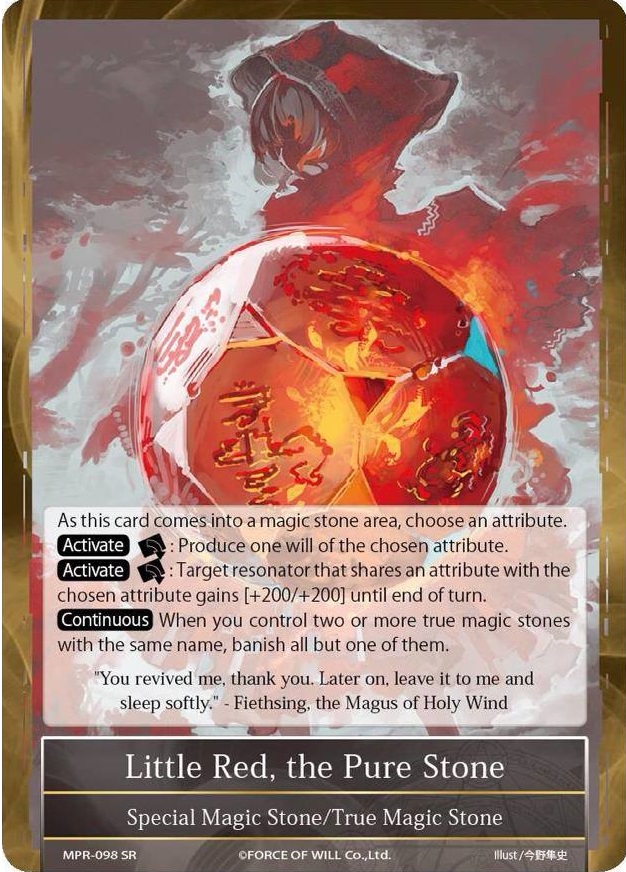 As this card comes into a magic stone area, choose an attribute.
Activate : Produce one will of the chosen attribute.
Activate : Target resonator that shares an attribute with the
chosen attribute gains [+200/+200] until end of turn.
Continuous When you control two or more true magic stones
with the same name, banish all but one of them.
"You revived me, thank you. Later on, leave it to me and
sleep softly." - Fiethsing, the Magus of Holy Wind
Little Red, the Pure Stone
Special Magic Stone/True Magic Stone
MPR-098 SR ©FORCE OF WILL Co.,Ltd. Illust/今野隼史